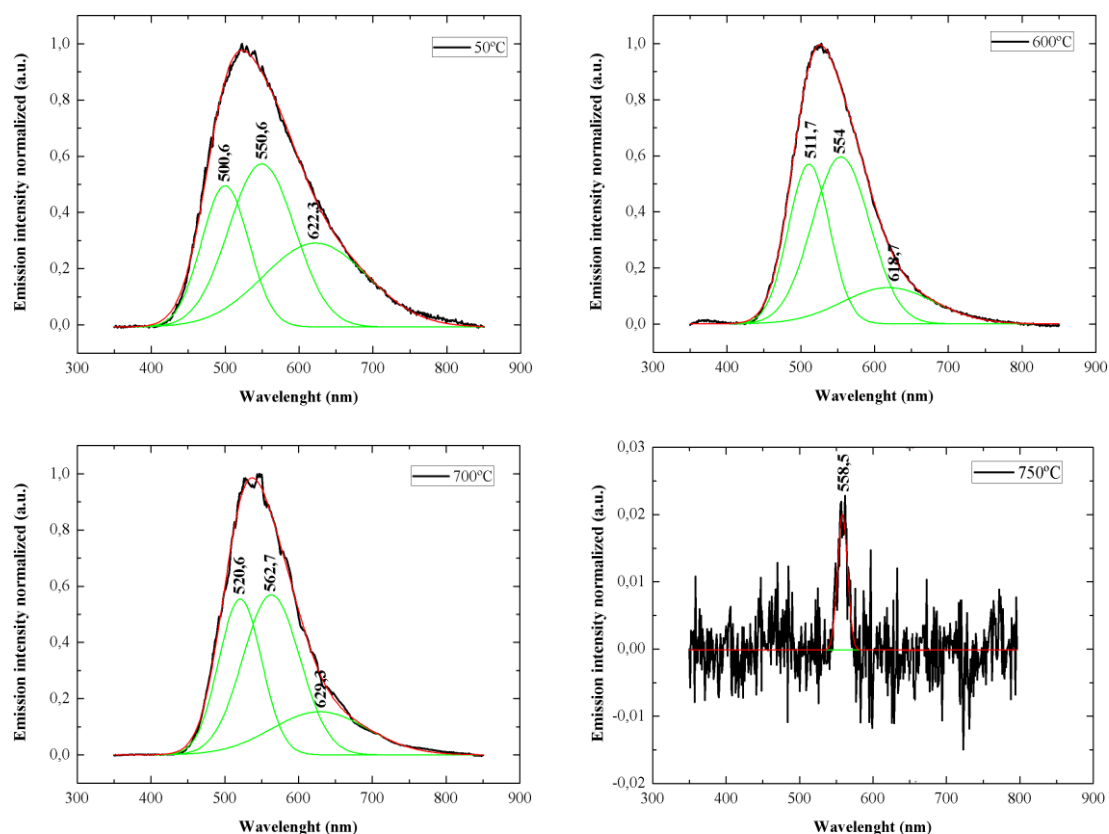 50ºC
Emission intensity normalized (a.u.)
1,0
0,8
0,6
0,4
0,2
0,0
500,6
550,6
622,3
300 400 500 600 700 800 900
Wavelenght (nm)
600ºC
Emission intensity normalized (a.u.)
1,0
0,8
0,6
0,4
0,2
0,0
511,7
554
618,7
300 400 500 600 700 800 900
Wavelenght (nm)
700ºC
Emission intensity normalized (a.u.)
1,0
0,8
0,6
0,4
0,2
0,0
520,6
562,7
629,3
300 400 500 600 700 800 900
Wavelenght (nm)
750ºC
Emission intensity normalized (a.u.)
0,03
0,02
0,01
0,00
-0,01
-0,02
558,5
300 400 500 600 700 800 900
Wavelenght (nm)